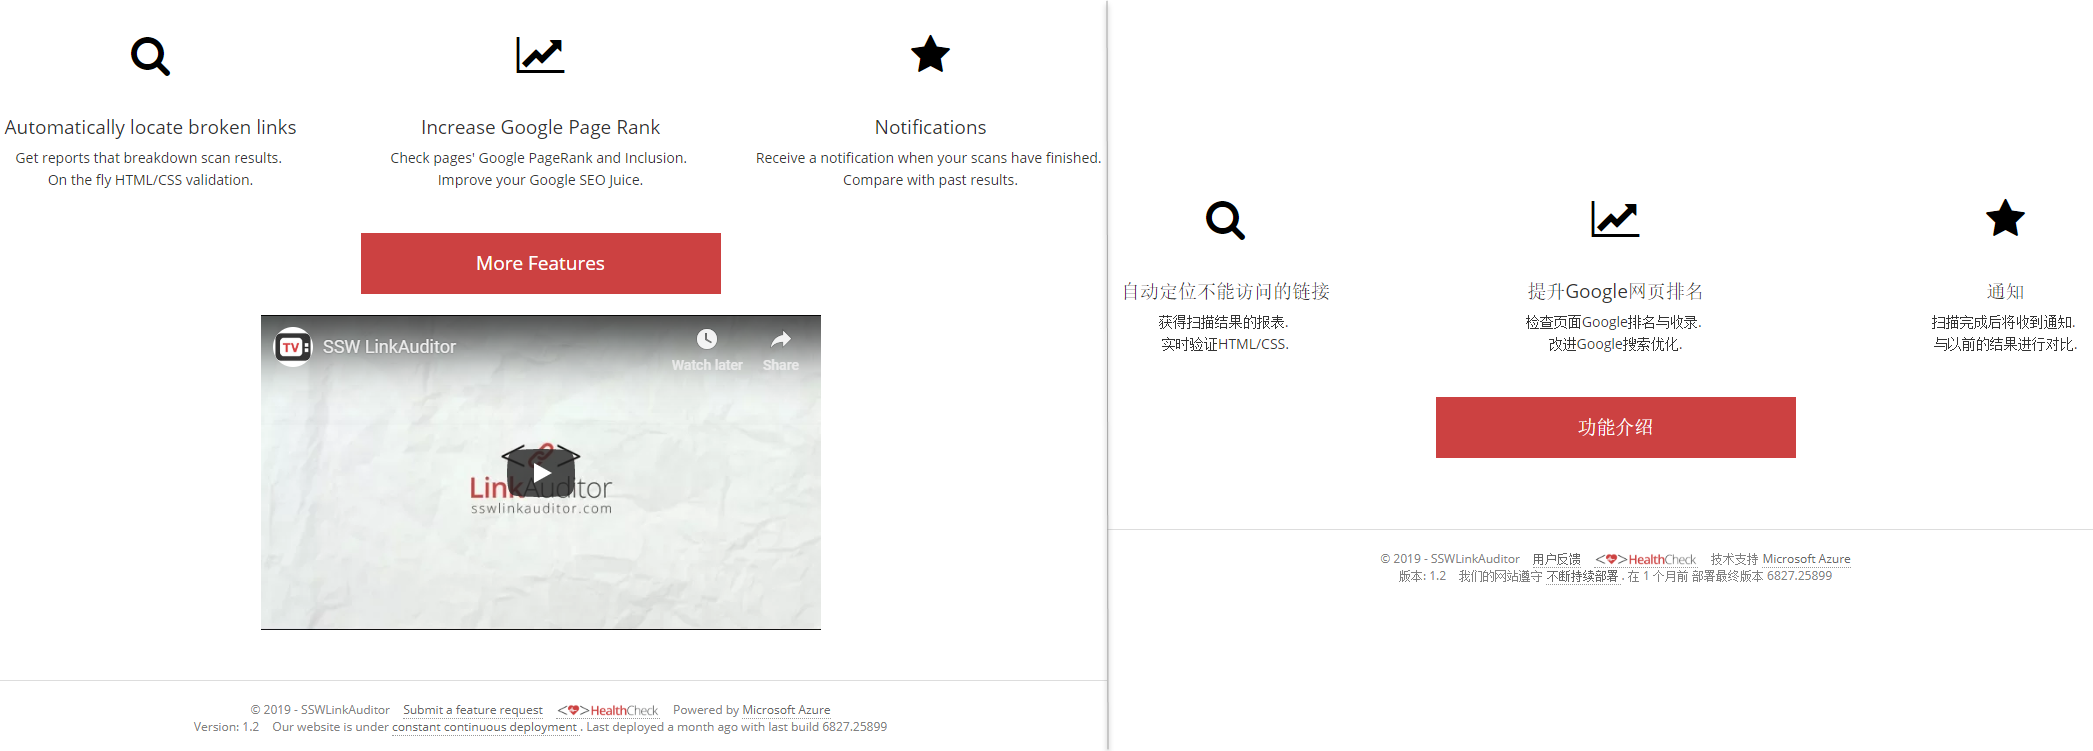 Automatically locate broken links
Get reports that breakdown scan results.
On the fly HTML/CSS validation.
Increase Google Page Rank
Check pages' Google PageRank and Inclusion.
Improve your Google SEO Juice.
Notifications
Receive a notification when your scans have finished.
Compare with past results.
More Features
TV
SSW LinkAuditor
Watch later
Share
LinkAuditor
sswlinkauditor.com
© 2019 - SSWLinkAuditor Submit a feature request <♥>HealthCheck Powered by Microsoft Azure
Version: 1.2 Our website is under constant continuous deployment . Last deployed a month ago with last build 6827.25899
自动定位不能访问的链接
获得扫描结果的报表.
实时验证HTML/CSS.
提升Google网页排名
检查页面Google排名与收录.
改进Google搜索优化.
通知
扫描完成后将收到通知.
与以前的结果进行对比.
功能介绍
© 2019 - SSWLinkAuditor 用户反馈 <♥>HealthCheck 技术支持 Microsoft Azure
版本: 1.2 我们的网站遵守 不断持续部署 . 在 1 个月前 部署最终版本 6827.25899